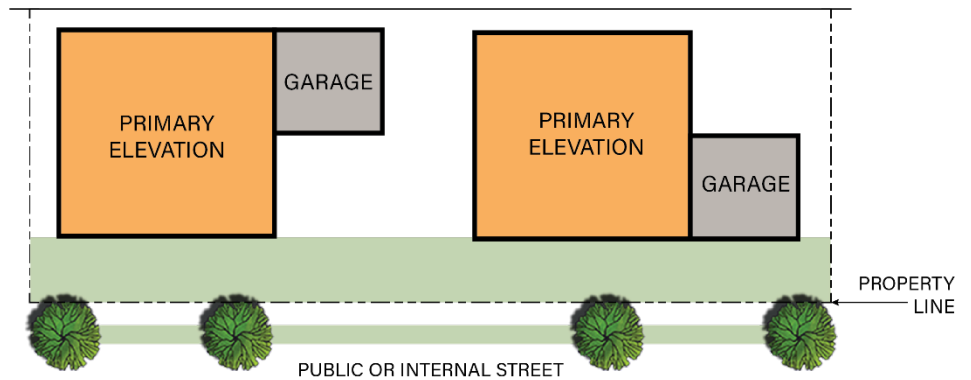 PRIMARY
ELEVATION
GARAGE
PRIMARY
ELEVATION
GARAGE
PROPERTY
LINE
PUBLIC OR INTERNAL STREET